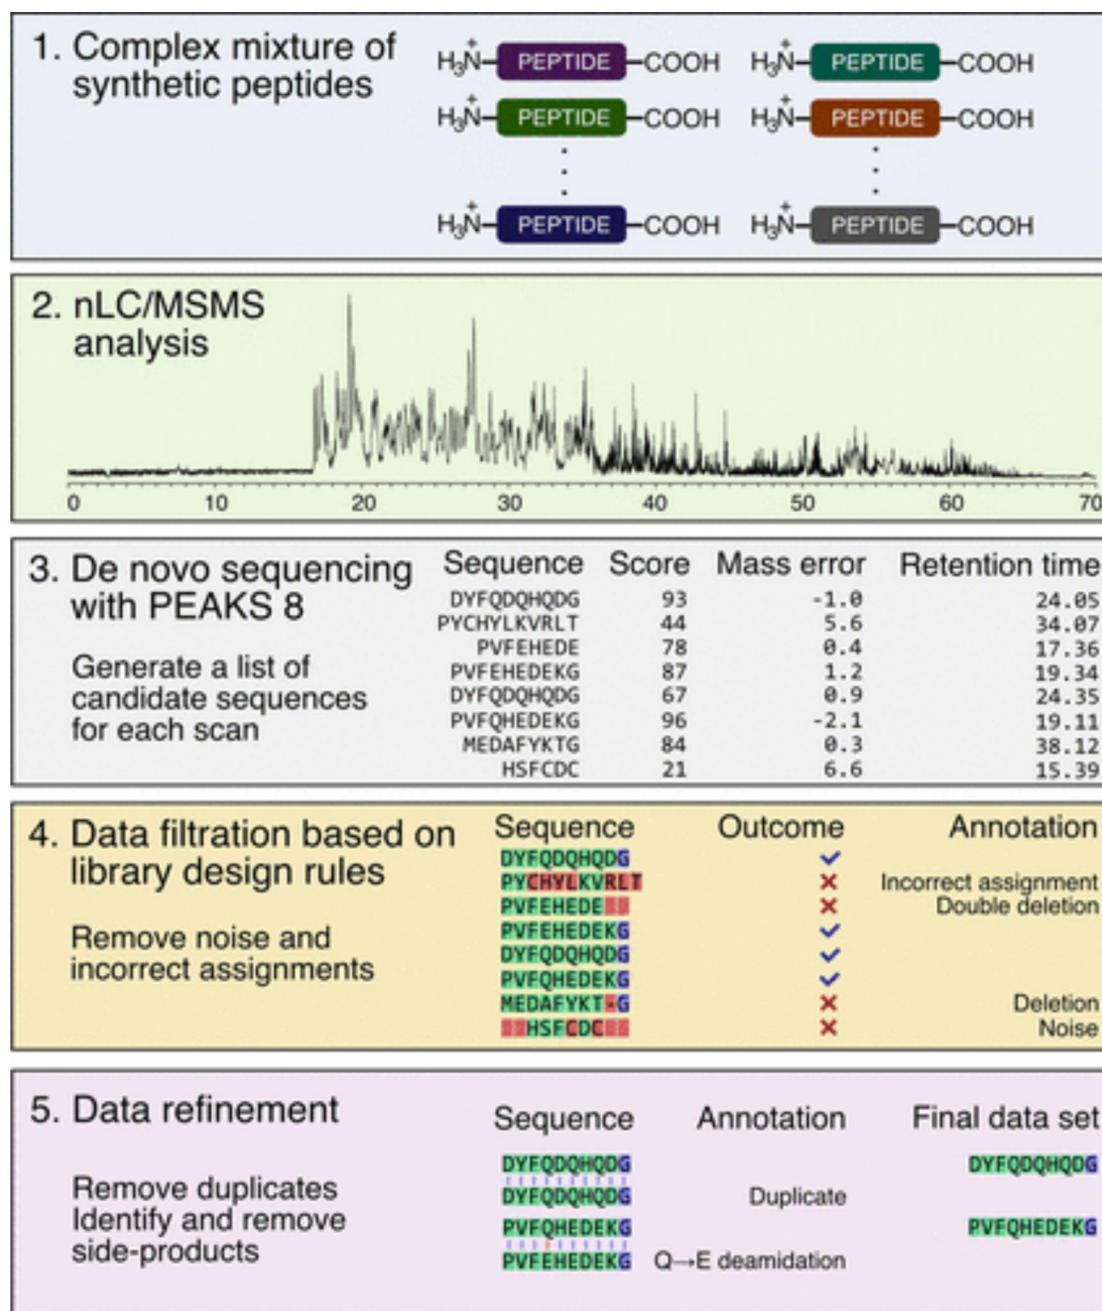 1. Complex mixture of
synthetic peptides
H₃N⁺ PEPTIDE COOH H₃N⁺ PEPTIDE COOH
H₃N⁺ PEPTIDE COOH H₃N⁺ PEPTIDE COOH
H₃N⁺ PEPTIDE COOH H₃N⁺ PEPTIDE COOH
2. nLC/MSMS
analysis
0 10 20 30 40 50 60 70
3. De novo sequencing
with PEAKS 8
Generate a list of
candidate sequences
for each scan
Sequence Score Mass error Retention time
DYFQDQHQDG 93 -1.0 24.05
PYCHYLKVRLT 44 5.6 34.07
PVFEHEDE 78 0.4 17.36
PVFEHEDEKG 87 1.2 19.34
DYFQDQHQDG 67 0.9 24.35
PVFQHEDEKG 96 -2.1 19.11
MEDAFYKTG 84 0.3 38.12
HSFCDC 21 6.6 15.39
4. Data filtration based on
library design rules
Remove noise and
incorrect assignments
Sequence Outcome Annotation
DYFQDQHQDG ✓
PYCHYLKVRLT ✗ Incorrect assignment
PVFEHEDE ✗ Double deletion
PVFEHEDEKG ✓
DYFQDQHQDG ✓
PVFQHEDEKG ✓
MEDAFYKT-G ✗ Deletion
HSFCDC ✗ Noise
5. Data refinement
Remove duplicates
Identify and remove
side-products
Sequence Annotation Final data set
DYFQDQHQDG DYFQDQHQDG
DYFQDQHQDG Duplicate
PVFQHEDEKG PVFQHEDEKG
PVFEHEDEKG Q→E deamidation